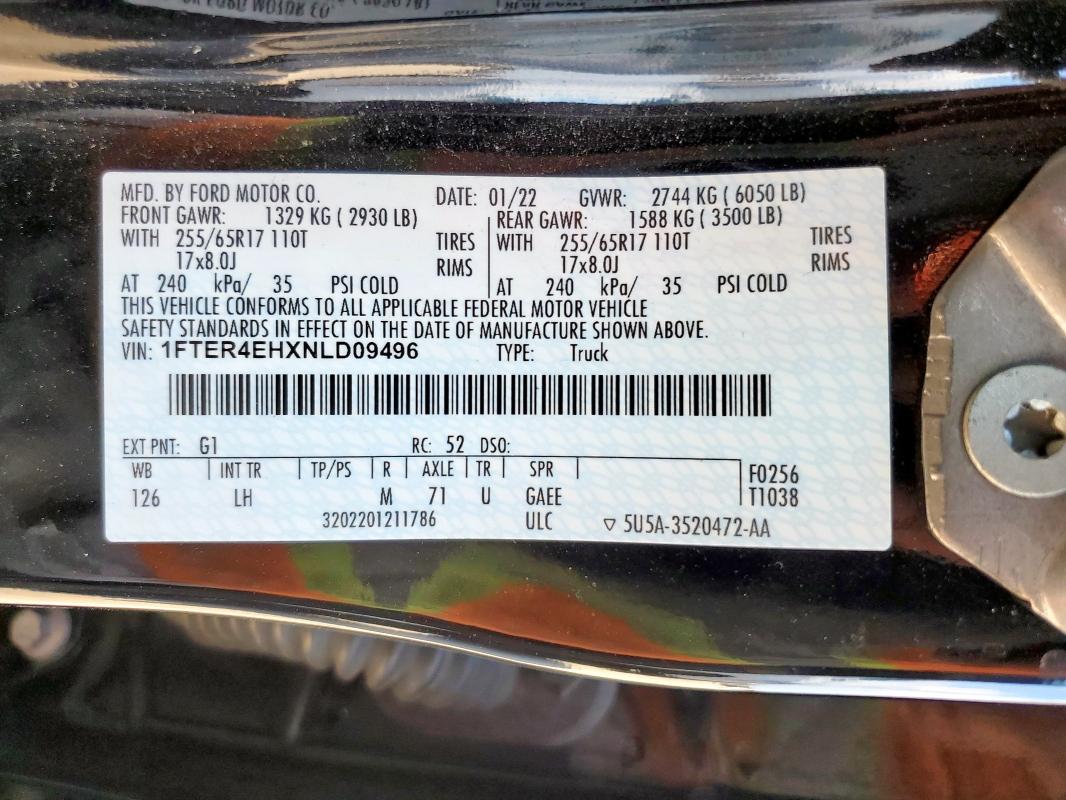 MFD. BY FORD MOTOR CO. DATE: 01/22 GVWR: 2744 KG ( 6050 LB)
FRONT GAWR: 1329 KG ( 2930 LB) REAR GAWR: 1588 KG ( 3500 LB)
WITH 255/65R17 110T TIRES WITH 255/65R17 110T TIRES
17x8.0J RIMS 17x8.0J RIMS
AT 240 kPa/ 35 PSI COLD AT 240 kPa/ 35 PSI COLD
THIS VEHICLE CONFORMS TO ALL APPLICABLE FEDERAL MOTOR VEHICLE
SAFETY STANDARDS IN EFFECT ON THE DATE OF MANUFACTURE SHOWN ABOVE.
VIN: 1FTER4EHXNLD09496 TYPE: Truck
EXT PNT: G1 RC: 52 DSO:
WB INT TR TP/PS R AXLE TR SPR F0256
126 LH M 71 U GAEE T1038
3202201211786 ULC ▽ 5U5A-3520472-AA